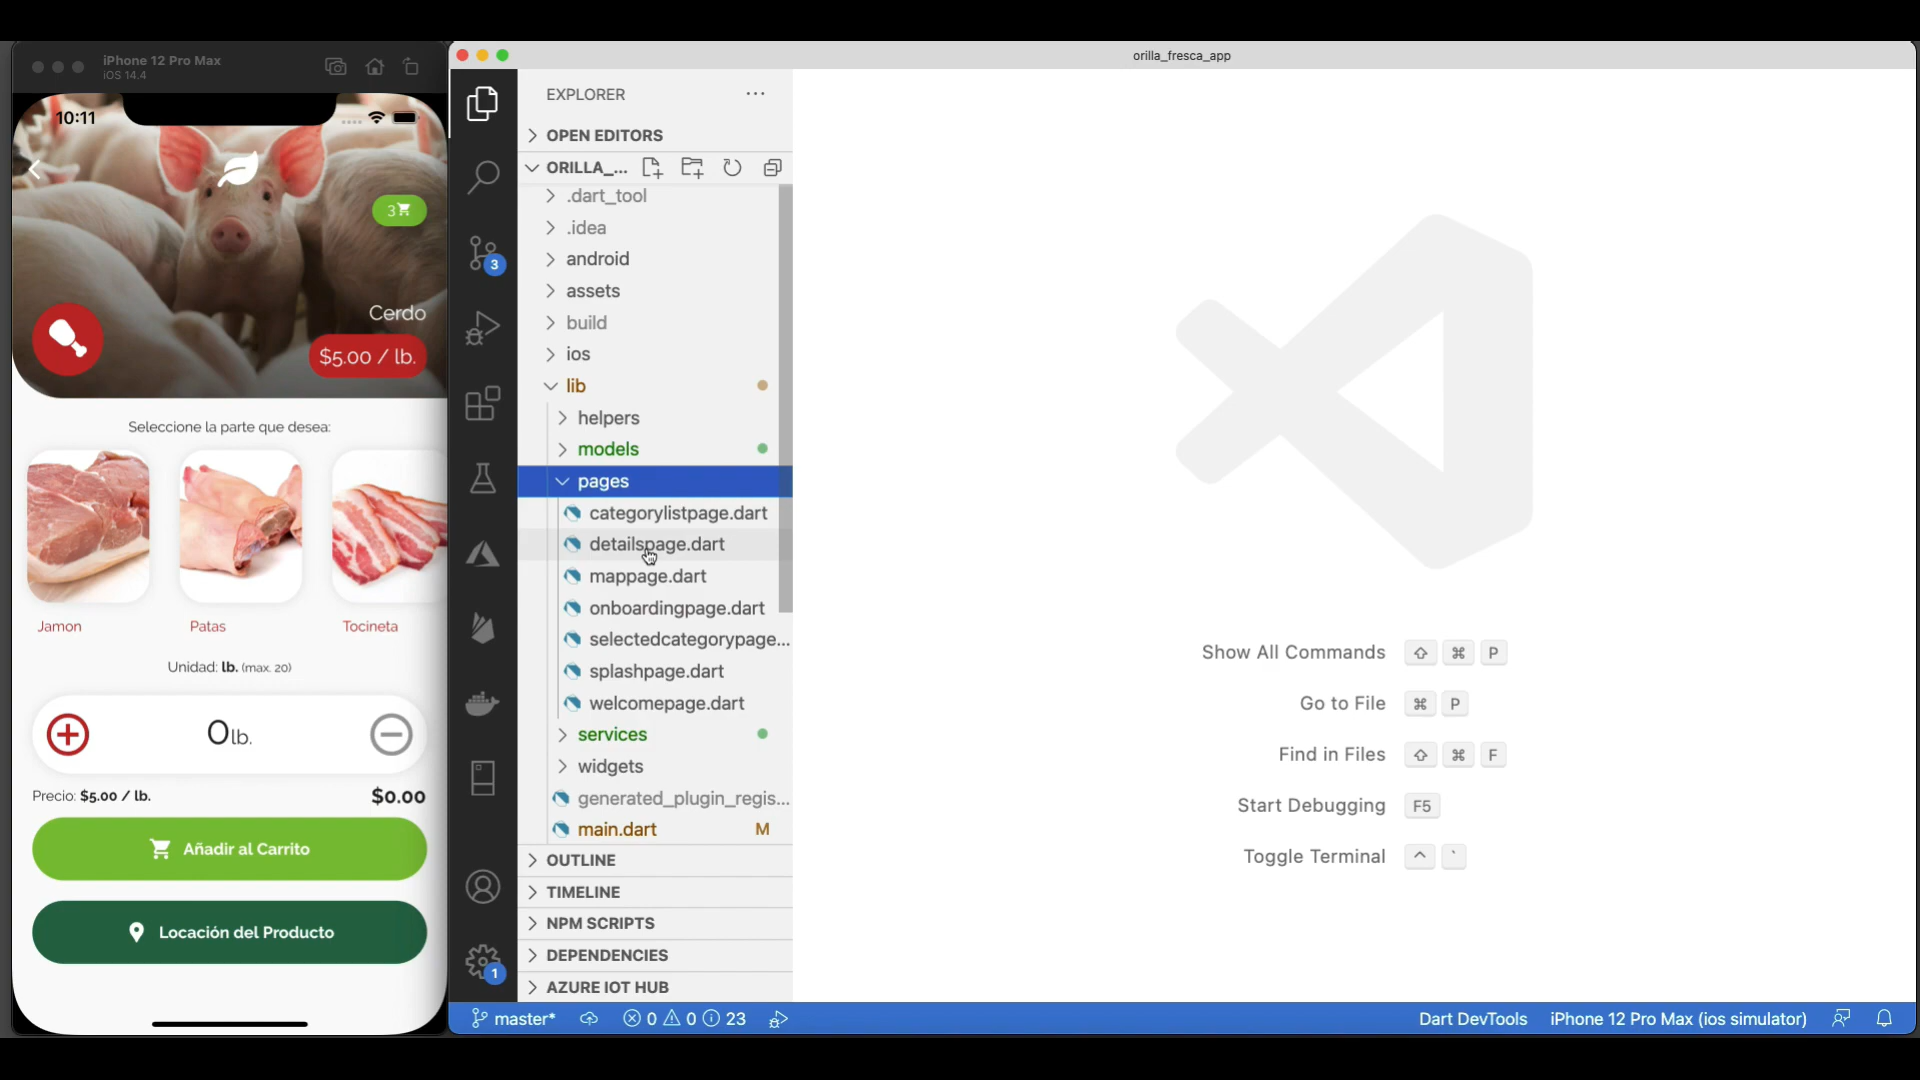 iPhone 12 Pro Max
iOS 14.4
10:11
3
Cerdo
$5.00 / lb.
Seleccione la parte que desea:
Jamon
Patas
Tocineta
Unidad: lb. (max. 20)
0lb.
Precio: $5.00 / lb.
$0.00
Añadir al Carrito
Locación del Producto
orilla_fresca_app
EXPLORER
OPEN EDITORS
ORILLA_...
.dart_tool
.idea
android
assets
build
ios
lib
helpers
models
pages
categorylistpage.dart
detailspage.dart
mappage.dart
onboardingpage.dart
selectedcategorypage...
splashpage.dart
welcomepage.dart
services
widgets
generated_plugin_regis...
main.dart M
OUTLINE
TIMELINE
NPM SCRIPTS
DEPENDENCIES
AZURE IOT HUB
3
1
Show All Commands ⇧ ⌘ P
Go to File ⌘ P
Find in Files ⇧ ⌘ F
Start Debugging F5
Toggle Terminal ^ `
master* 0 0 23
Dart DevTools iPhone 12 Pro Max (ios simulator)